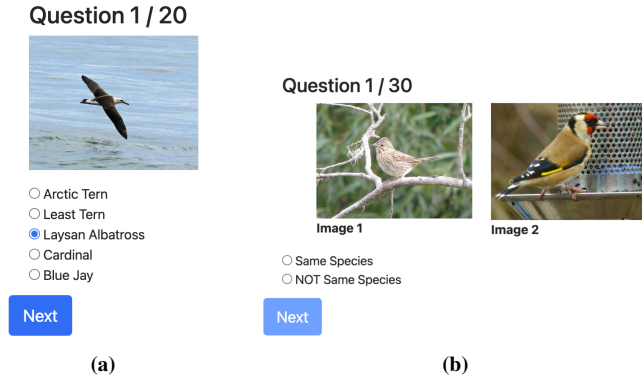 Question 1 / 20
Arctic Tern
Least Tern
Laysan Albatross
Cardinal
Blue Jay
Next
(a)
Question 1 / 30
Image 1
Image 2
Same Species
NOT Same Species
Next
(b)